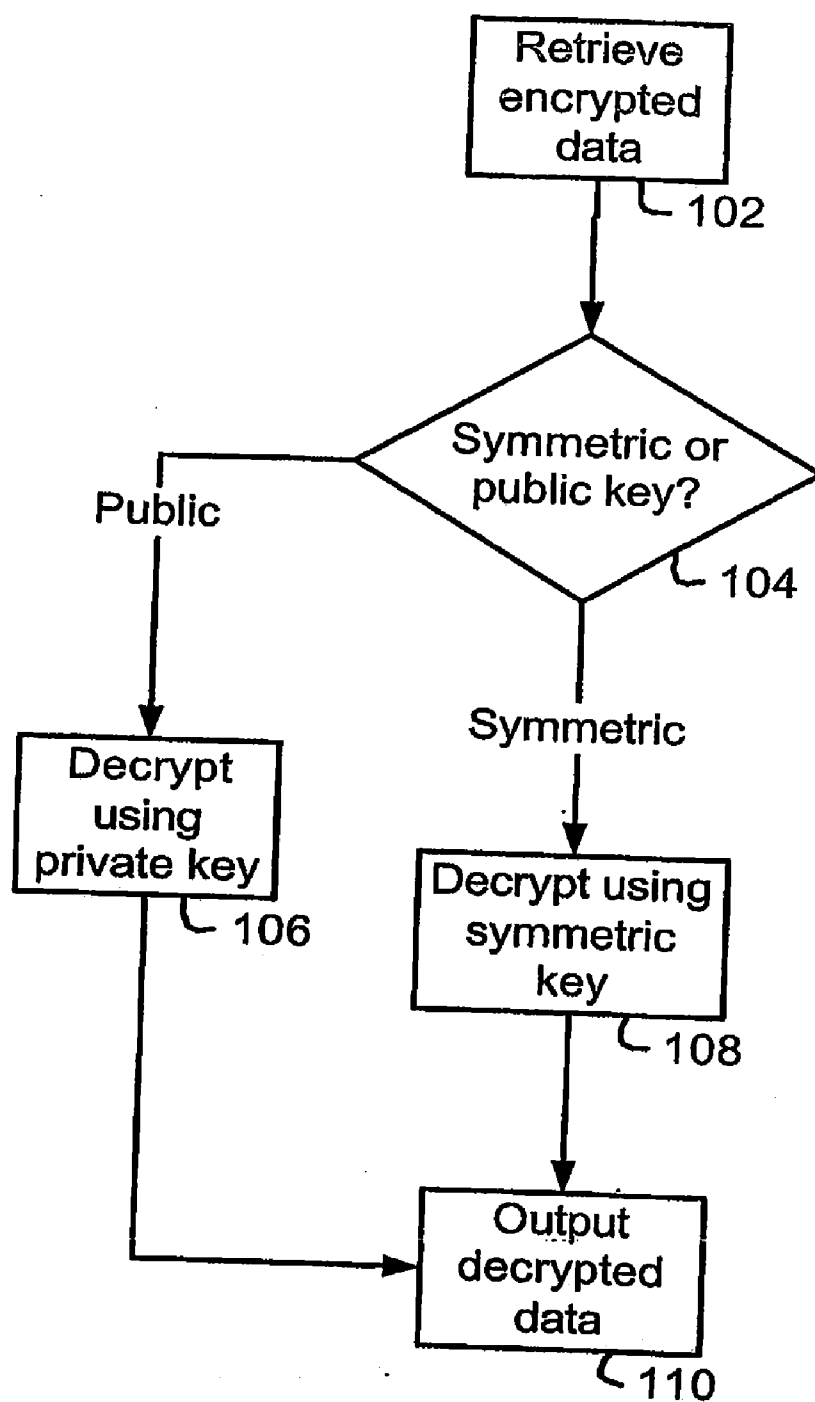 Retrieve
encrypted
data
102
Symmetric or
public key?
104
Public
Symmetric
Decrypt
using
private key
106
Decrypt using
symmetric
key
108
Output
decrypted
data
110